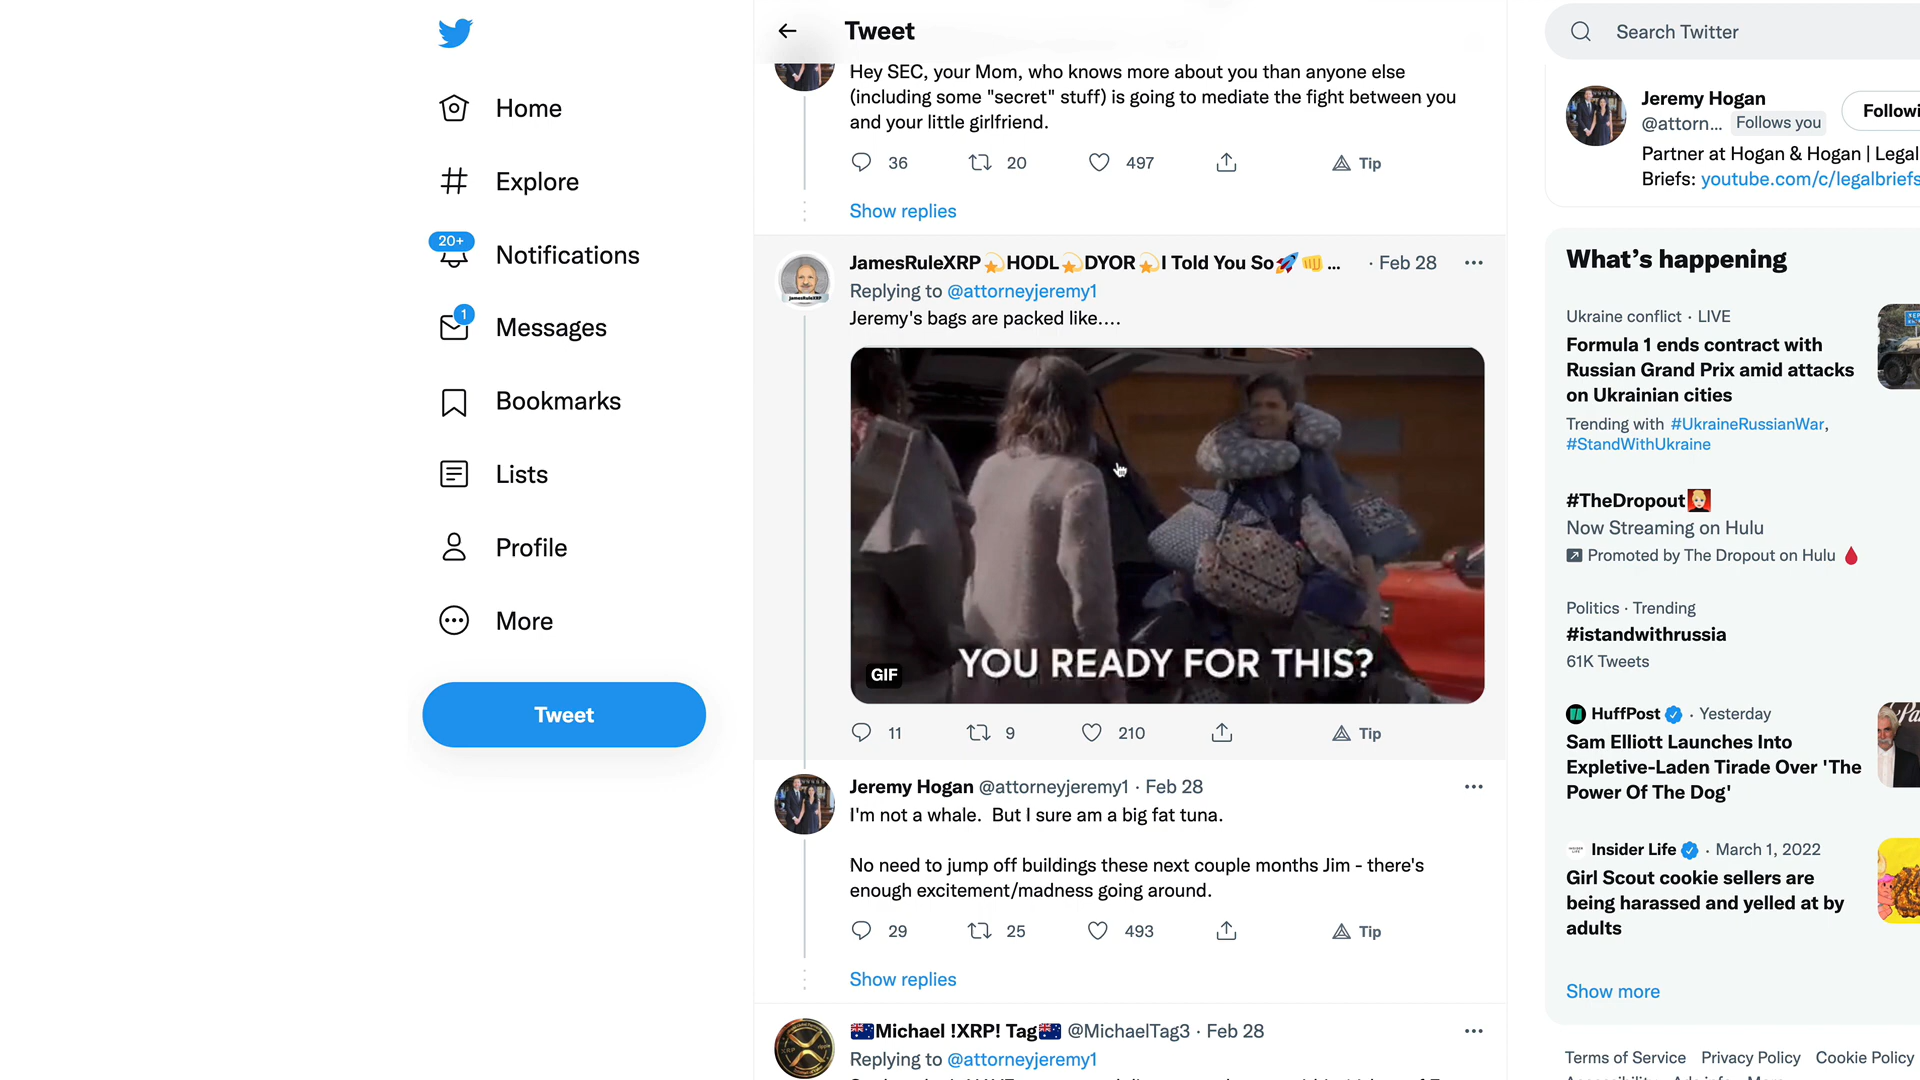 Tweet
Search Twitter
Hey SEC, your Mom, who knows more about you than anyone else
(including some "secret" stuff) is going to mediate the fight between you
and your little girlfriend.
36 20 497 Tip
Show replies
Home
Explore
20+
Notifications
1
Messages
Bookmarks
Lists
Profile
More
Tweet
JamesRuleXRP💫HODL💫DYOR💫I Told You So🚀👊... · Feb 28
Replying to @attorneyjeremy1
Jeremy's bags are packed like....
YOU READY FOR THIS?
GIF
11 9 210 Tip
Jeremy Hogan @attorneyjeremy1 · Feb 28
I'm not a whale. But I sure am a big fat tuna.
No need to jump off buildings these next couple months Jim - there's
enough excitement/madness going around.
29 25 493 Tip
Show replies
🇦🇺Michael !XRP! Tag🇦🇺 @MichaelTag3 · Feb 28
Replying to @attorneyjeremy1
Jeremy Hogan
@attorn... Follows you
Followi
Partner at Hogan & Hogan | Legal
Briefs: youtube.com/c/legalbriefs
What's happening
Ukraine conflict · LIVE
Formula 1 ends contract with
Russian Grand Prix amid attacks
on Ukrainian cities
Trending with #UkraineRussianWar,
#StandWithUkraine
#TheDropout
Now Streaming on Hulu
Promoted by The Dropout on Hulu 🩸
Politics · Trending
#istandwithrussia
61K Tweets
HuffPost · Yesterday
Sam Elliott Launches Into
Expletive-Laden Tirade Over 'The
Power Of The Dog'
Insider Life · March 1, 2022
Girl Scout cookie sellers are
being harassed and yelled at by
adults
Show more
Terms of Service Privacy Policy Cookie Policy